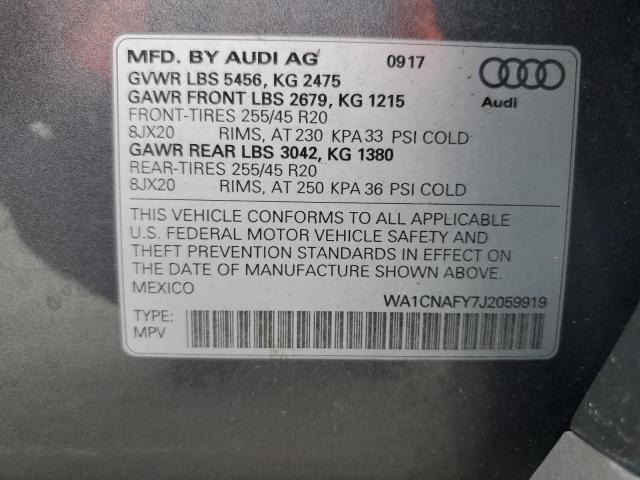 MFD. BY AUDI AG 0917
GVWR LBS 5456, KG 2475
GAWR FRONT LBS 2679, KG 1215
FRONT-TIRES 255/45 R20
8JX20 RIMS, AT 230 KPA 33 PSI COLD
GAWR REAR LBS 3042, KG 1380
REAR-TIRES 255/45 R20
8JX20 RIMS, AT 250 KPA 36 PSI COLD
Audi
THIS VEHICLE CONFORMS TO ALL APPLICABLE
U.S. FEDERAL MOTOR VEHICLE SAFETY AND
THEFT PREVENTION STANDARDS IN EFFECT ON
THE DATE OF MANUFACTURE SHOWN ABOVE.
MEXICO WA1CNAFY7J2059919
TYPE:
MPV